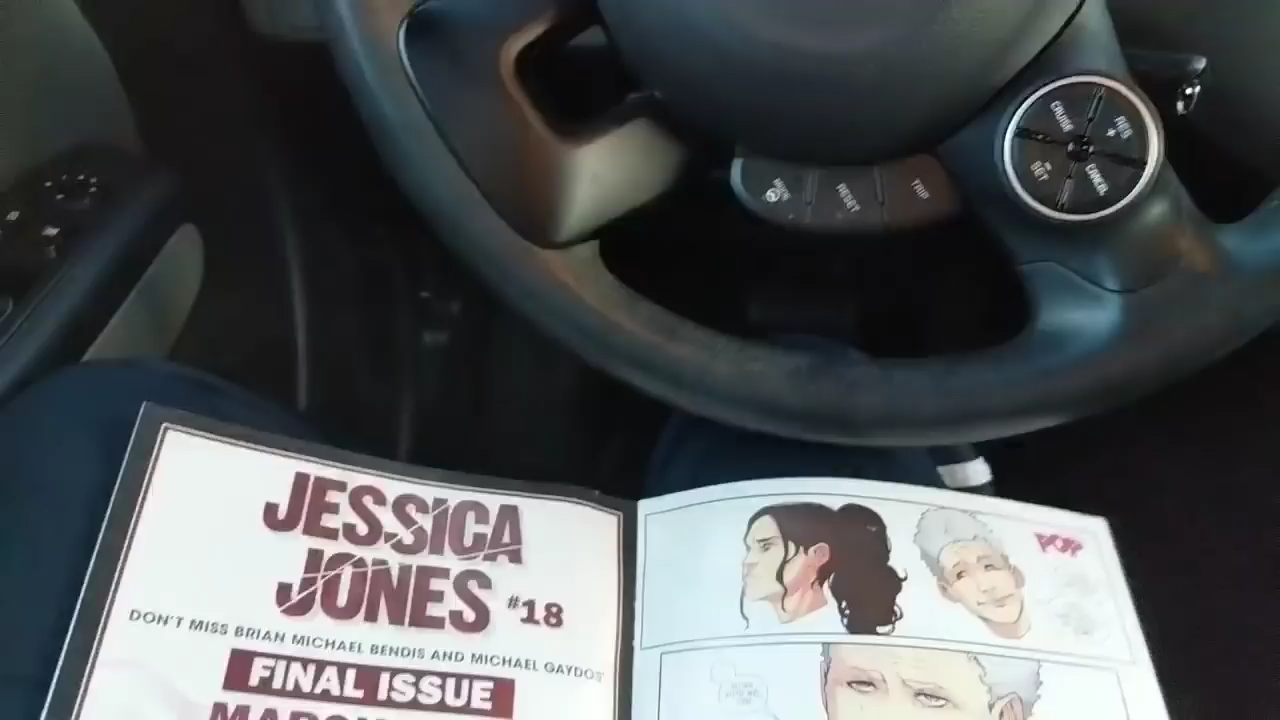 CRUISE
RES
+
-
SET
CANCEL
RESET
TRIP
JESSICA
JONES #18
DON'T MISS BRIAN MICHAEL BENDIS AND MICHAEL GAYDOS'
FINAL ISSUE
MARCH
POP